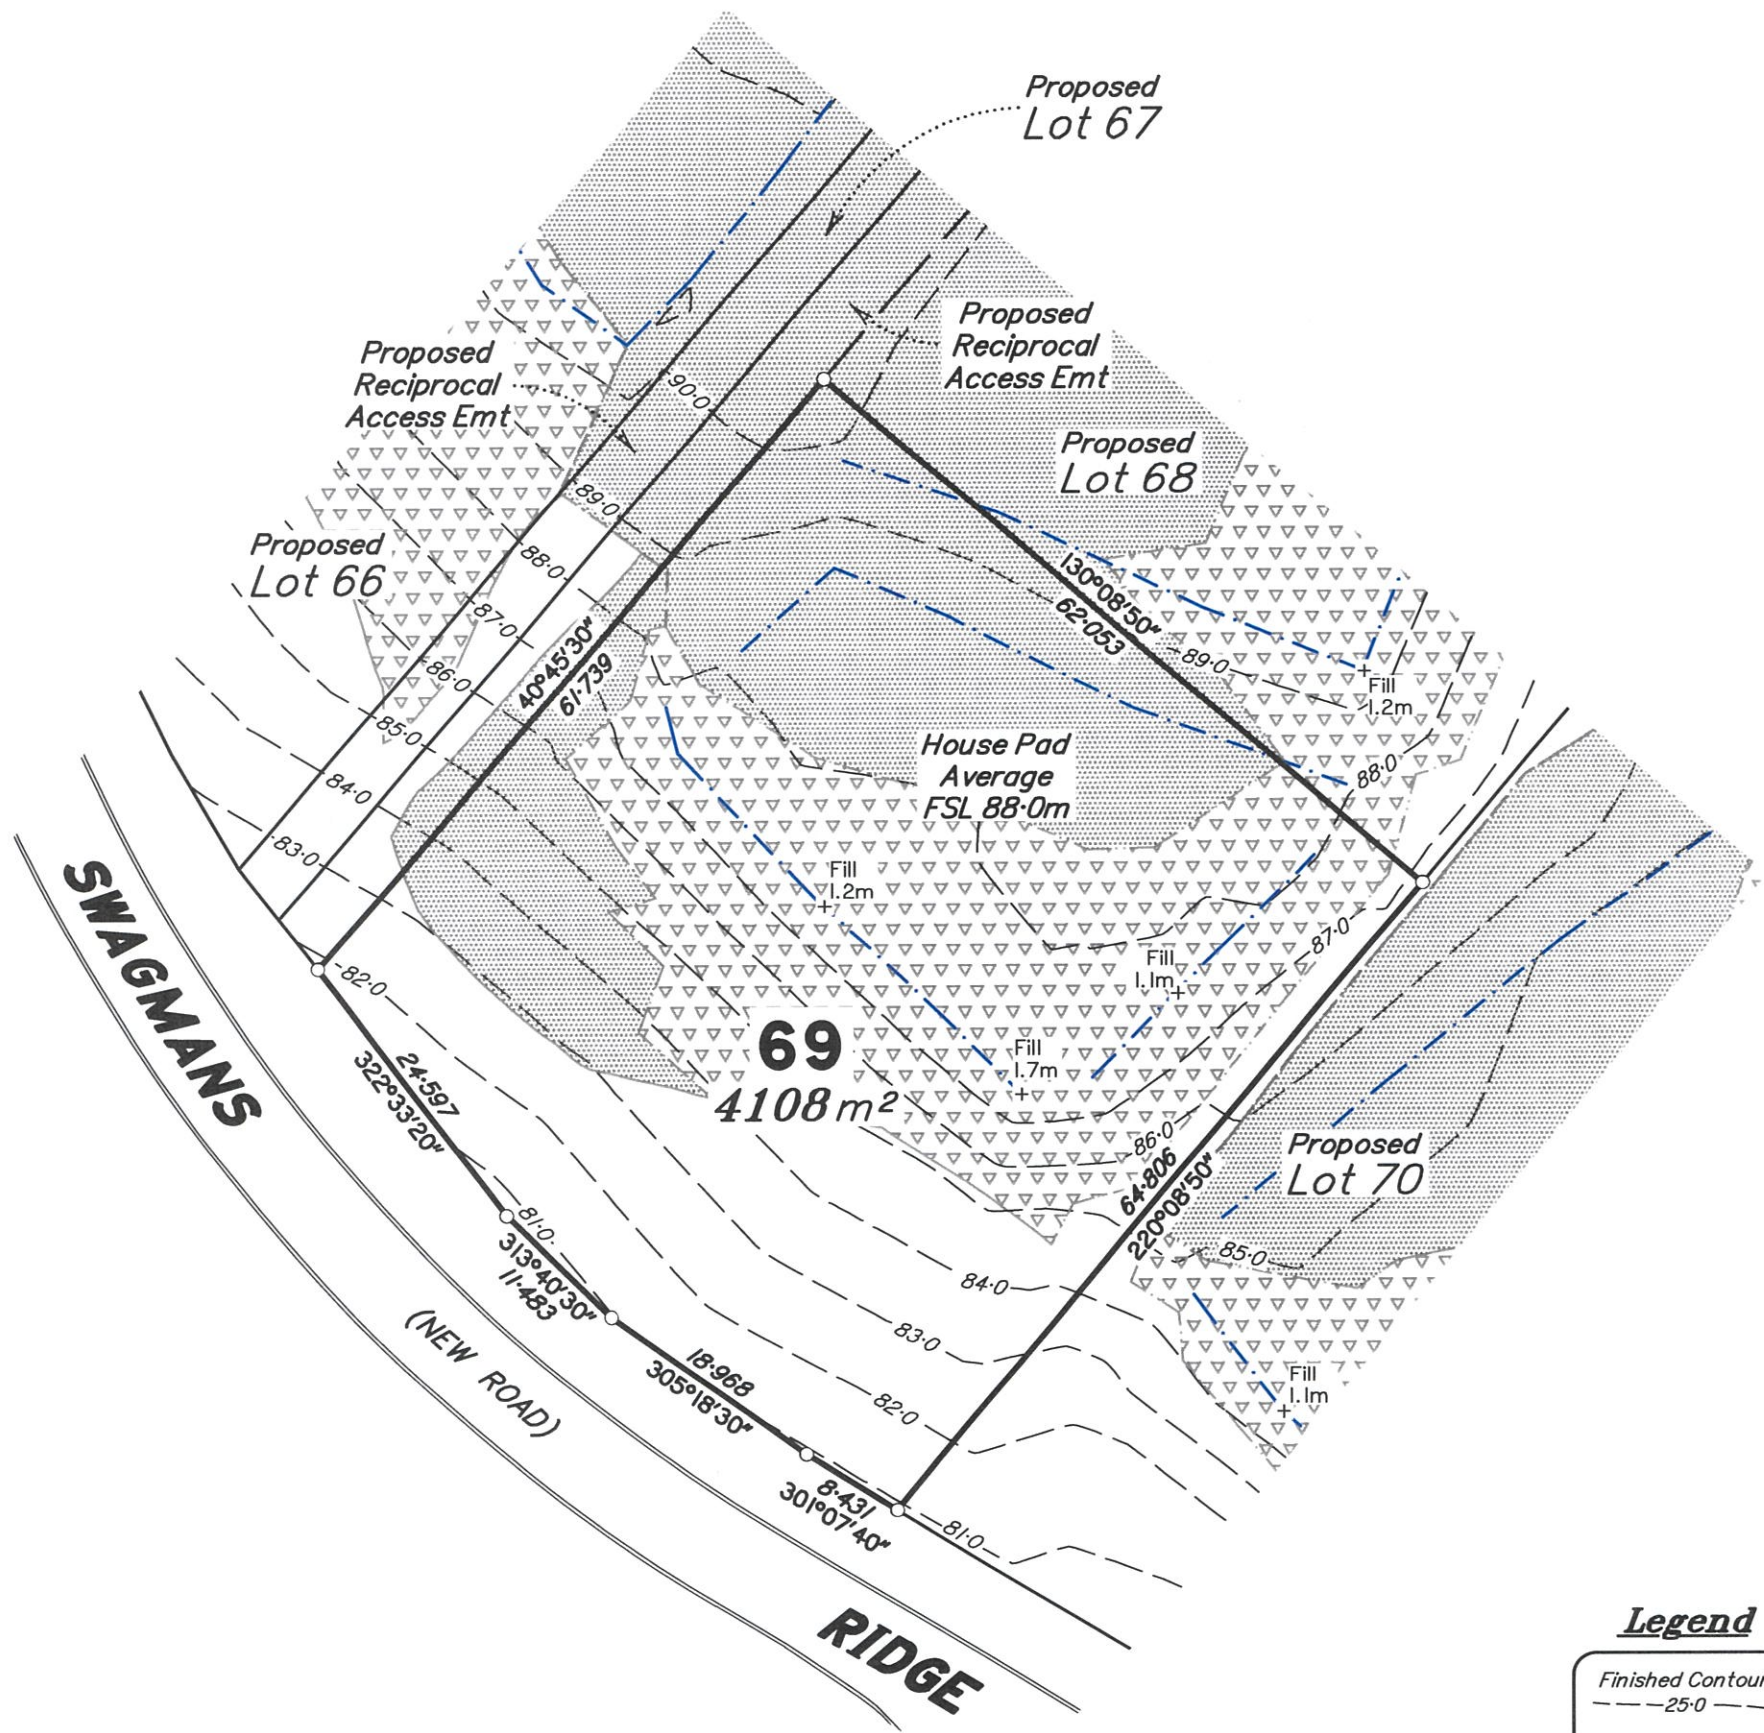 Proposed
Lot 67
Proposed
Reciprocal
Access Emt
Proposed
Reciprocal
Access Emt
Proposed
Lot 68
Proposed
Lot 66
90·0
89·0
88·0
87·0
86·0
85·0
84·0
83·0
82·0
40°45'30"
61·739
130°08'50"
62·053
89·0
Fill
1.2m
88·0
House Pad
Average
FSL 88·0m
Fill
1.2m
87·0
Fill
1.1m
69
4108 m²
Fill
1.7m
86·0
64·806
220°08'50"
Proposed
Lot 70
85·0
Fill
1.1m
84·0
83·0
82·0
81·0
24·597
322°33'20"
81·0
313°40'30"
11·483
18·968
305°18'30"
8·431
301°07'40"
SWAGMANS
(NEW ROAD)
RIDGE
Legend
Finished Contour
25·0